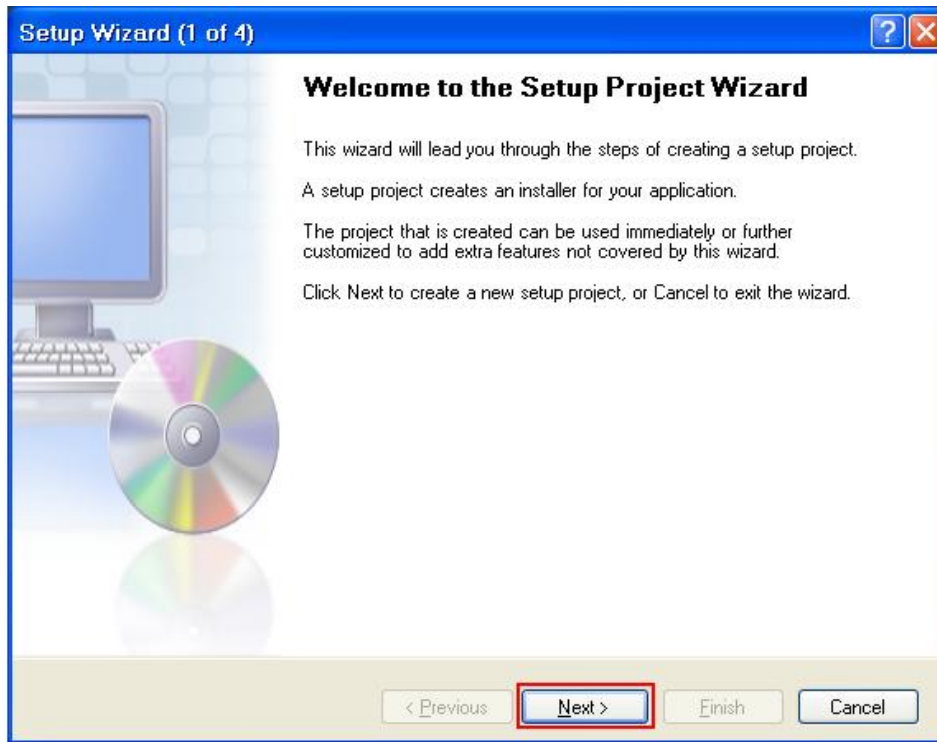 Setup Wizard (1 of 4)
Welcome to the Setup Project Wizard
This wizard will lead you through the steps of creating a setup project.
A setup project creates an installer for your application.
The project that is created can be used immediately or further
customized to add extra features not covered by this wizard.
Click Next to create a new setup project, or Cancel to exit the wizard.
< Previous Next > Finish Cancel